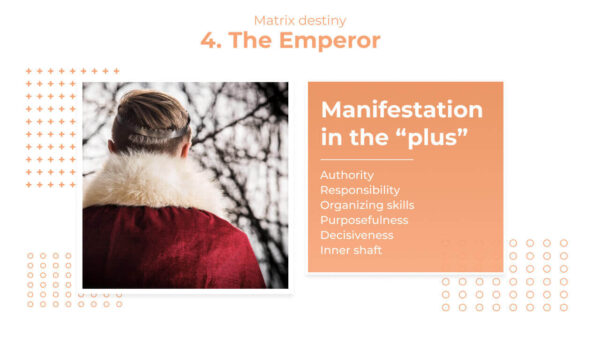 Matrix destiny
4. The Emperor
Manifestation
in the “plus”
Authority
Responsibility
Organizing skills
Purposefulness
Decisiveness
Inner shaft